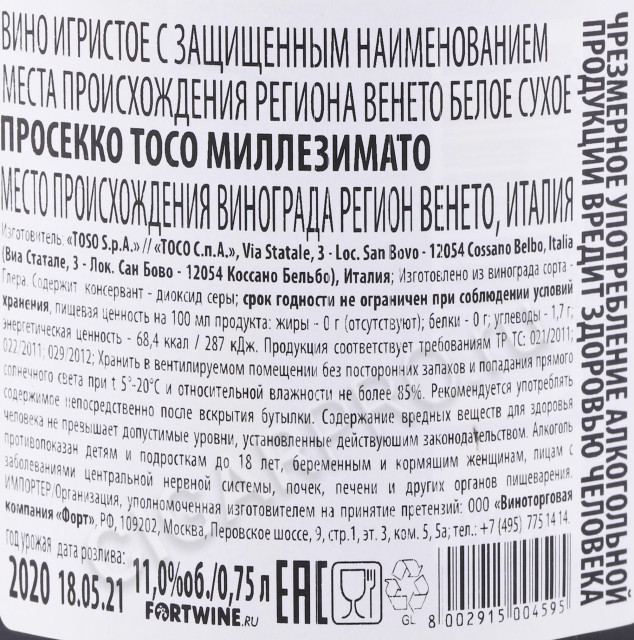 ВИНО ИГРИСТОЕ С ЗАЩИЩЕННЫМ НАИМЕНОВАНИЕМ
МЕСТА ПРОИСХОЖДЕНИЯ РЕГИОНА ВЕНЕТО БЕЛОЕ СУХОЕ
ПРОСЕККО ТОСО МИЛЛЕЗИМАТО
МЕСТО ПРОИСХОЖДЕНИЯ ВИНОГРАДА РЕГИОН ВЕНЕТО, ИТАЛИЯ
Изготовитель: «TOSO S.p.A.» // «ТОСО С.п.А.», Via Statale, 3 - Loc. San Bovo - 12054 Cossano Belbo, Italia
(Виа Статале, 3 - Лок. Сан Бово - 12054 Коссано Бельбо), Италия; Изготовлено из винограда сорта -
Глера. Содержит консервант - диоксид серы; срок годности не ограничен при соблюдении условий
хранения, пищевая ценность на 100 мл продукта: жиры - 0 г (отсутствуют); белки - 0 г; углеводы - 1,7 г;
энергетическая ценность - 68,4 ккал / 287 кДж. Продукция соответствует требованиям ТР ТС: 021/2011;
022/2011; 029/2012; Хранить в вентилируемом помещении без посторонних запахов и попадания прямого
солнечного света при t 5°-20°C и относительной влажности не более 85%. Рекомендуется употреблять
содержимое непосредственно после вскрытия бутылки. Содержание вредных веществ для здоровья
человека не превышает допустимые уровни, установленные действующим законодательством. Алкоголь
противопоказан детям и подросткам до 18 лет, беременным и кормящим женщинам, лицам с
заболеваниями центральной нервной системы, почек, печени и других органов пищеварения.
ИМПОРТЕР/Организация, уполномоченная изготовителем на принятие претензий: ООО «Виноторговая
компания «Форт», РФ, 109202, Москва, Перовское шоссе, 9, стр.1, эт. 3, ком. 5, 5а; тел.: +7 (495) 775 14 14.
год урожая дата розлива:
2020 18.05.21 11,0%об./0,75 л EAC
FORTWINE.RU
GL
8 002915 004595
ЧРЕЗМЕРНОЕ УПОТРЕБЛЕНИЕ АЛКОГОЛЬНОЙ
ПРОДУКЦИИ ВРЕДИТ ЗДОРОВЬЮ ЧЕЛОВЕКА
CIGARPRO.RU